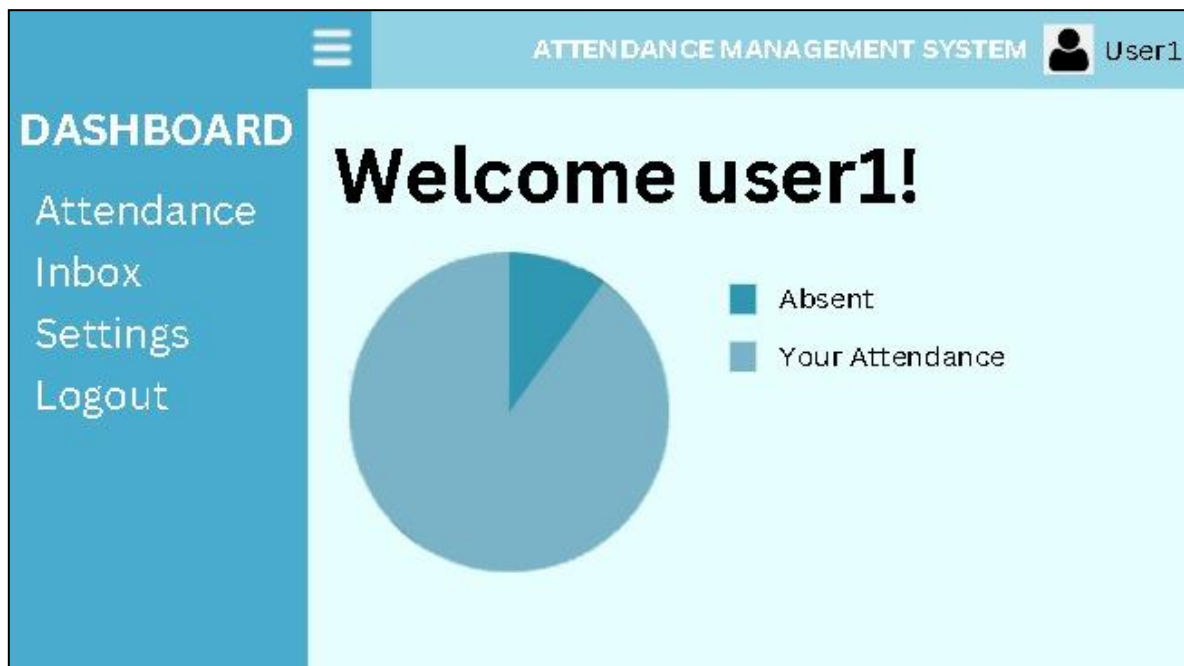 ATTENDANCE MANAGEMENT SYSTEM
User1
DASHBOARD
Attendance
Inbox
Settings
Logout
Welcome user1!
Absent
Your Attendance